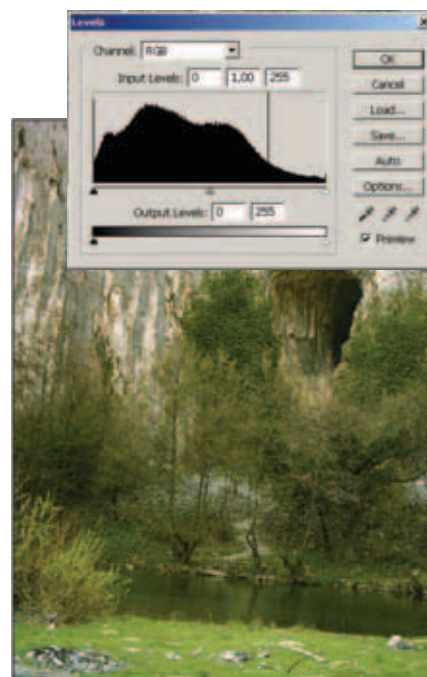 Levels
Channel: RGB
OK
Input Levels: 0 1,00 255
Cancel
Load...
Save...
Auto
Options...
Output Levels: 0 255
Preview